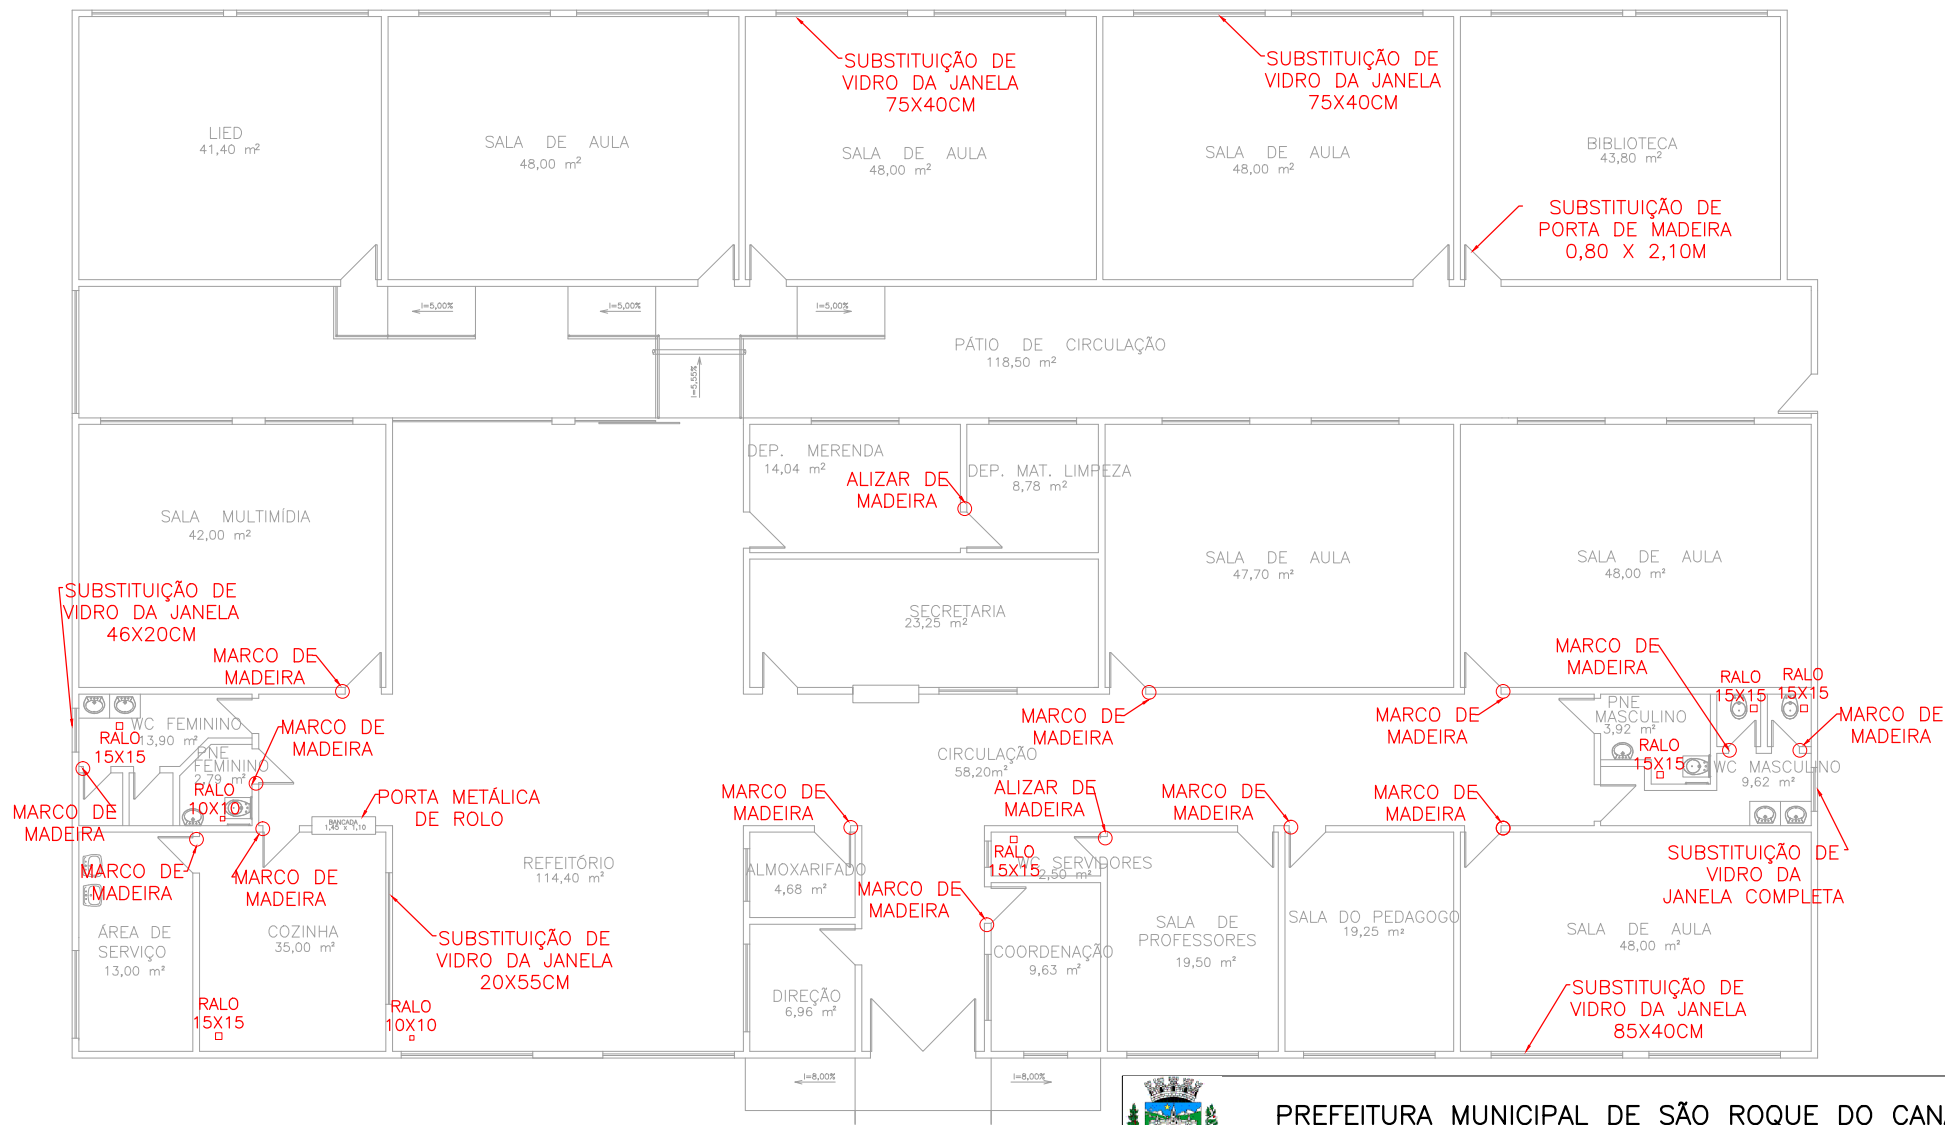 SUBSTITUIÇÃO DE
VIDRO DA JANELA
75X40CM
SUBSTITUIÇÃO DE
VIDRO DA JANELA
75X40CM
LIED
41,40 m²
SALA DE AULA
48,00 m²
SALA DE AULA
48,00 m²
SALA DE AULA
48,00 m²
BIBLIOTECA
43,80 m²
SUBSTITUIÇÃO DE
PORTA DE MADEIRA
0,80 X 2,10M
i=5,00%
i=5,00%
i=5,00%
i=5,55%
PÁTIO DE CIRCULAÇÃO
118,50 m²
DEP. MERENDA
14,04 m²
DEP. MAT. LIMPEZA
8,78 m²
ALIZAR DE
MADEIRA
SALA MULTIMÍDIA
42,00 m²
SALA DE AULA
47,70 m²
SALA DE AULA
48,00 m²
SUBSTITUIÇÃO DE
VIDRO DA JANELA
46X20CM
SECRETARIA
23,25 m²
MARCO DE
MADEIRA
MARCO DE
MADEIRA
RALO
15X15
RALO
15X15
WC FEMININO
13,90 m²
RALO
15X15
MARCO DE
MADEIRA
PNE
FEMININO
2,79 m²
RALO
10X10
MARCO DE
MADEIRA
MARCO DE
MADEIRA
MARCO DE
MADEIRA
PNE
MASCULINO
3,92 m²
RALO
15X15
MARCO DE
MADEIRA
WC MASCULINO
9,62 m²
CIRCULAÇÃO
58,20m²
PORTA METÁLICA
DE ROLO
BANCADA
1,45 x 1,10
MARCO DE
MADEIRA
ALIZAR DE
MADEIRA
MARCO DE
MADEIRA
MARCO DE
MADEIRA
MARCO DE
MADEIRA
MARCO DE
MADEIRA
REFEITÓRIO
114,40 m²
ALMOXARIFADO
4,68 m²
MARCO DE
MADEIRA
RALO
15X15
WC SERVIDORES
2,50 m²
SUBSTITUIÇÃO DE
VIDRO DA
JANELA COMPLETA
ÁREA DE
SERVIÇO
13,00 m²
COZINHA
35,00 m²
SUBSTITUIÇÃO DE
VIDRO DA JANELA
20X55CM
COORDENAÇÃO
9,63 m²
SALA DE
PROFESSORES
19,50 m²
SALA DO PEDAGOGO
19,25 m²
SALA DE AULA
48,00 m²
DIREÇÃO
6,96 m²
RALO
15X15
RALO
10X10
SUBSTITUIÇÃO DE
VIDRO DA JANELA
85X40CM
i=8,00%
i=8,00%
PREFEITURA MUNICIPAL DE SÃO ROQUE DO CANA